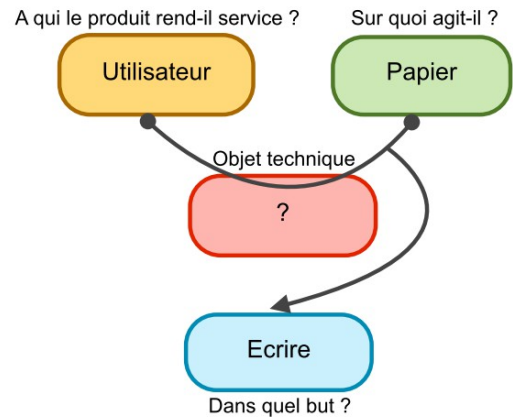 A qui le produit rend-il service ?
Sur quoi agit-il ?
Utilisateur
Papier
Objet technique
?
Ecrire
Dans quel but ?